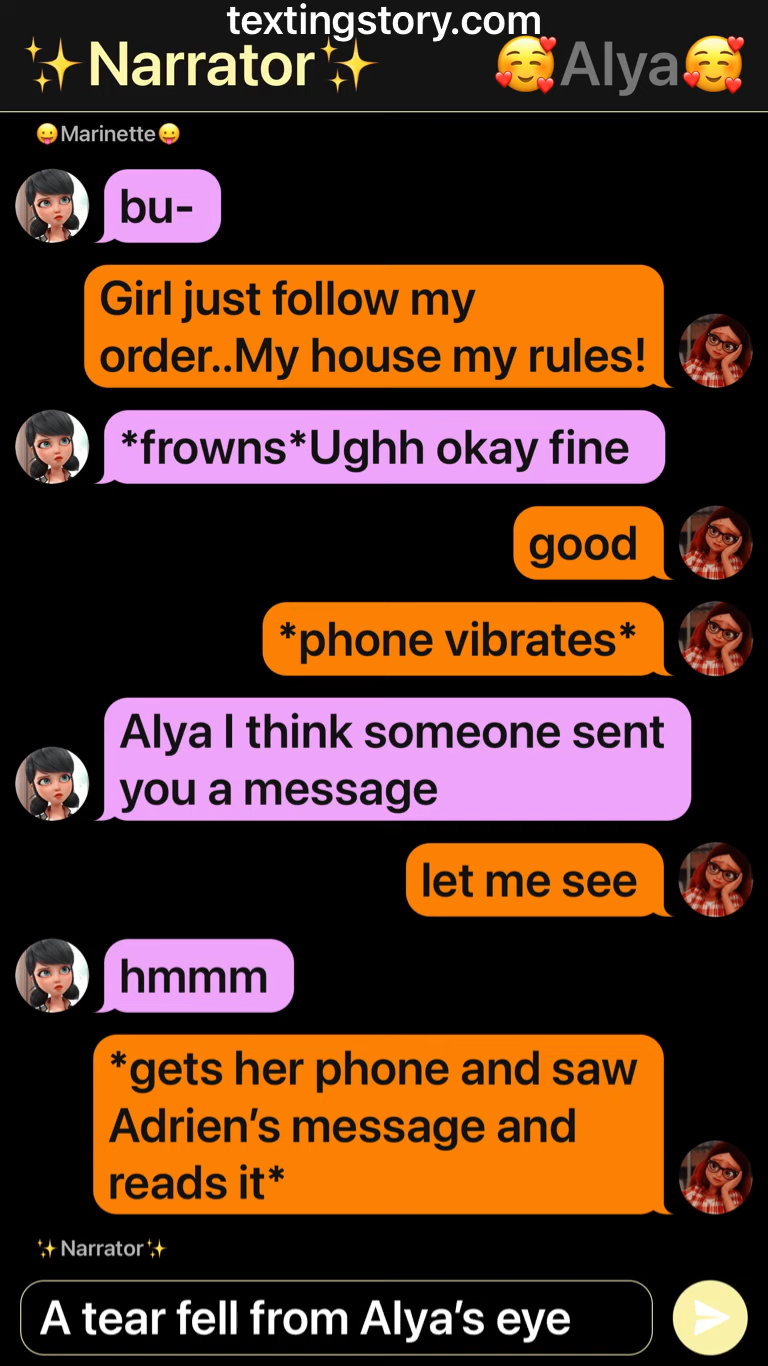 textingstory.com
✨Narrator✨ 🥰Alya🥰
😛Marinette😛
bu-
Girl just follow my
order..My house my rules!
*frowns*Ughh okay fine
good
*phone vibrates*
Alya I think someone sent
you a message
let me see
hmmm
*gets her phone and saw
Adrien’s message and
reads it*
✨Narrator✨
A tear fell from Alya’s eye